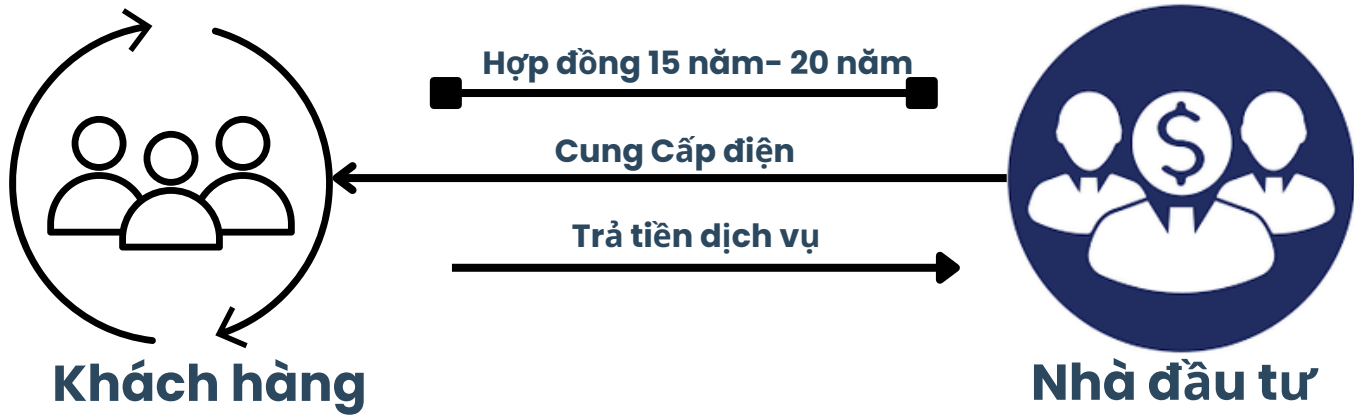 Hợp đồng 15 năm- 20 năm
Cung Cấp điện
Trả tiền dịch vụ
Khách hàng
Nhà đầu tư
$